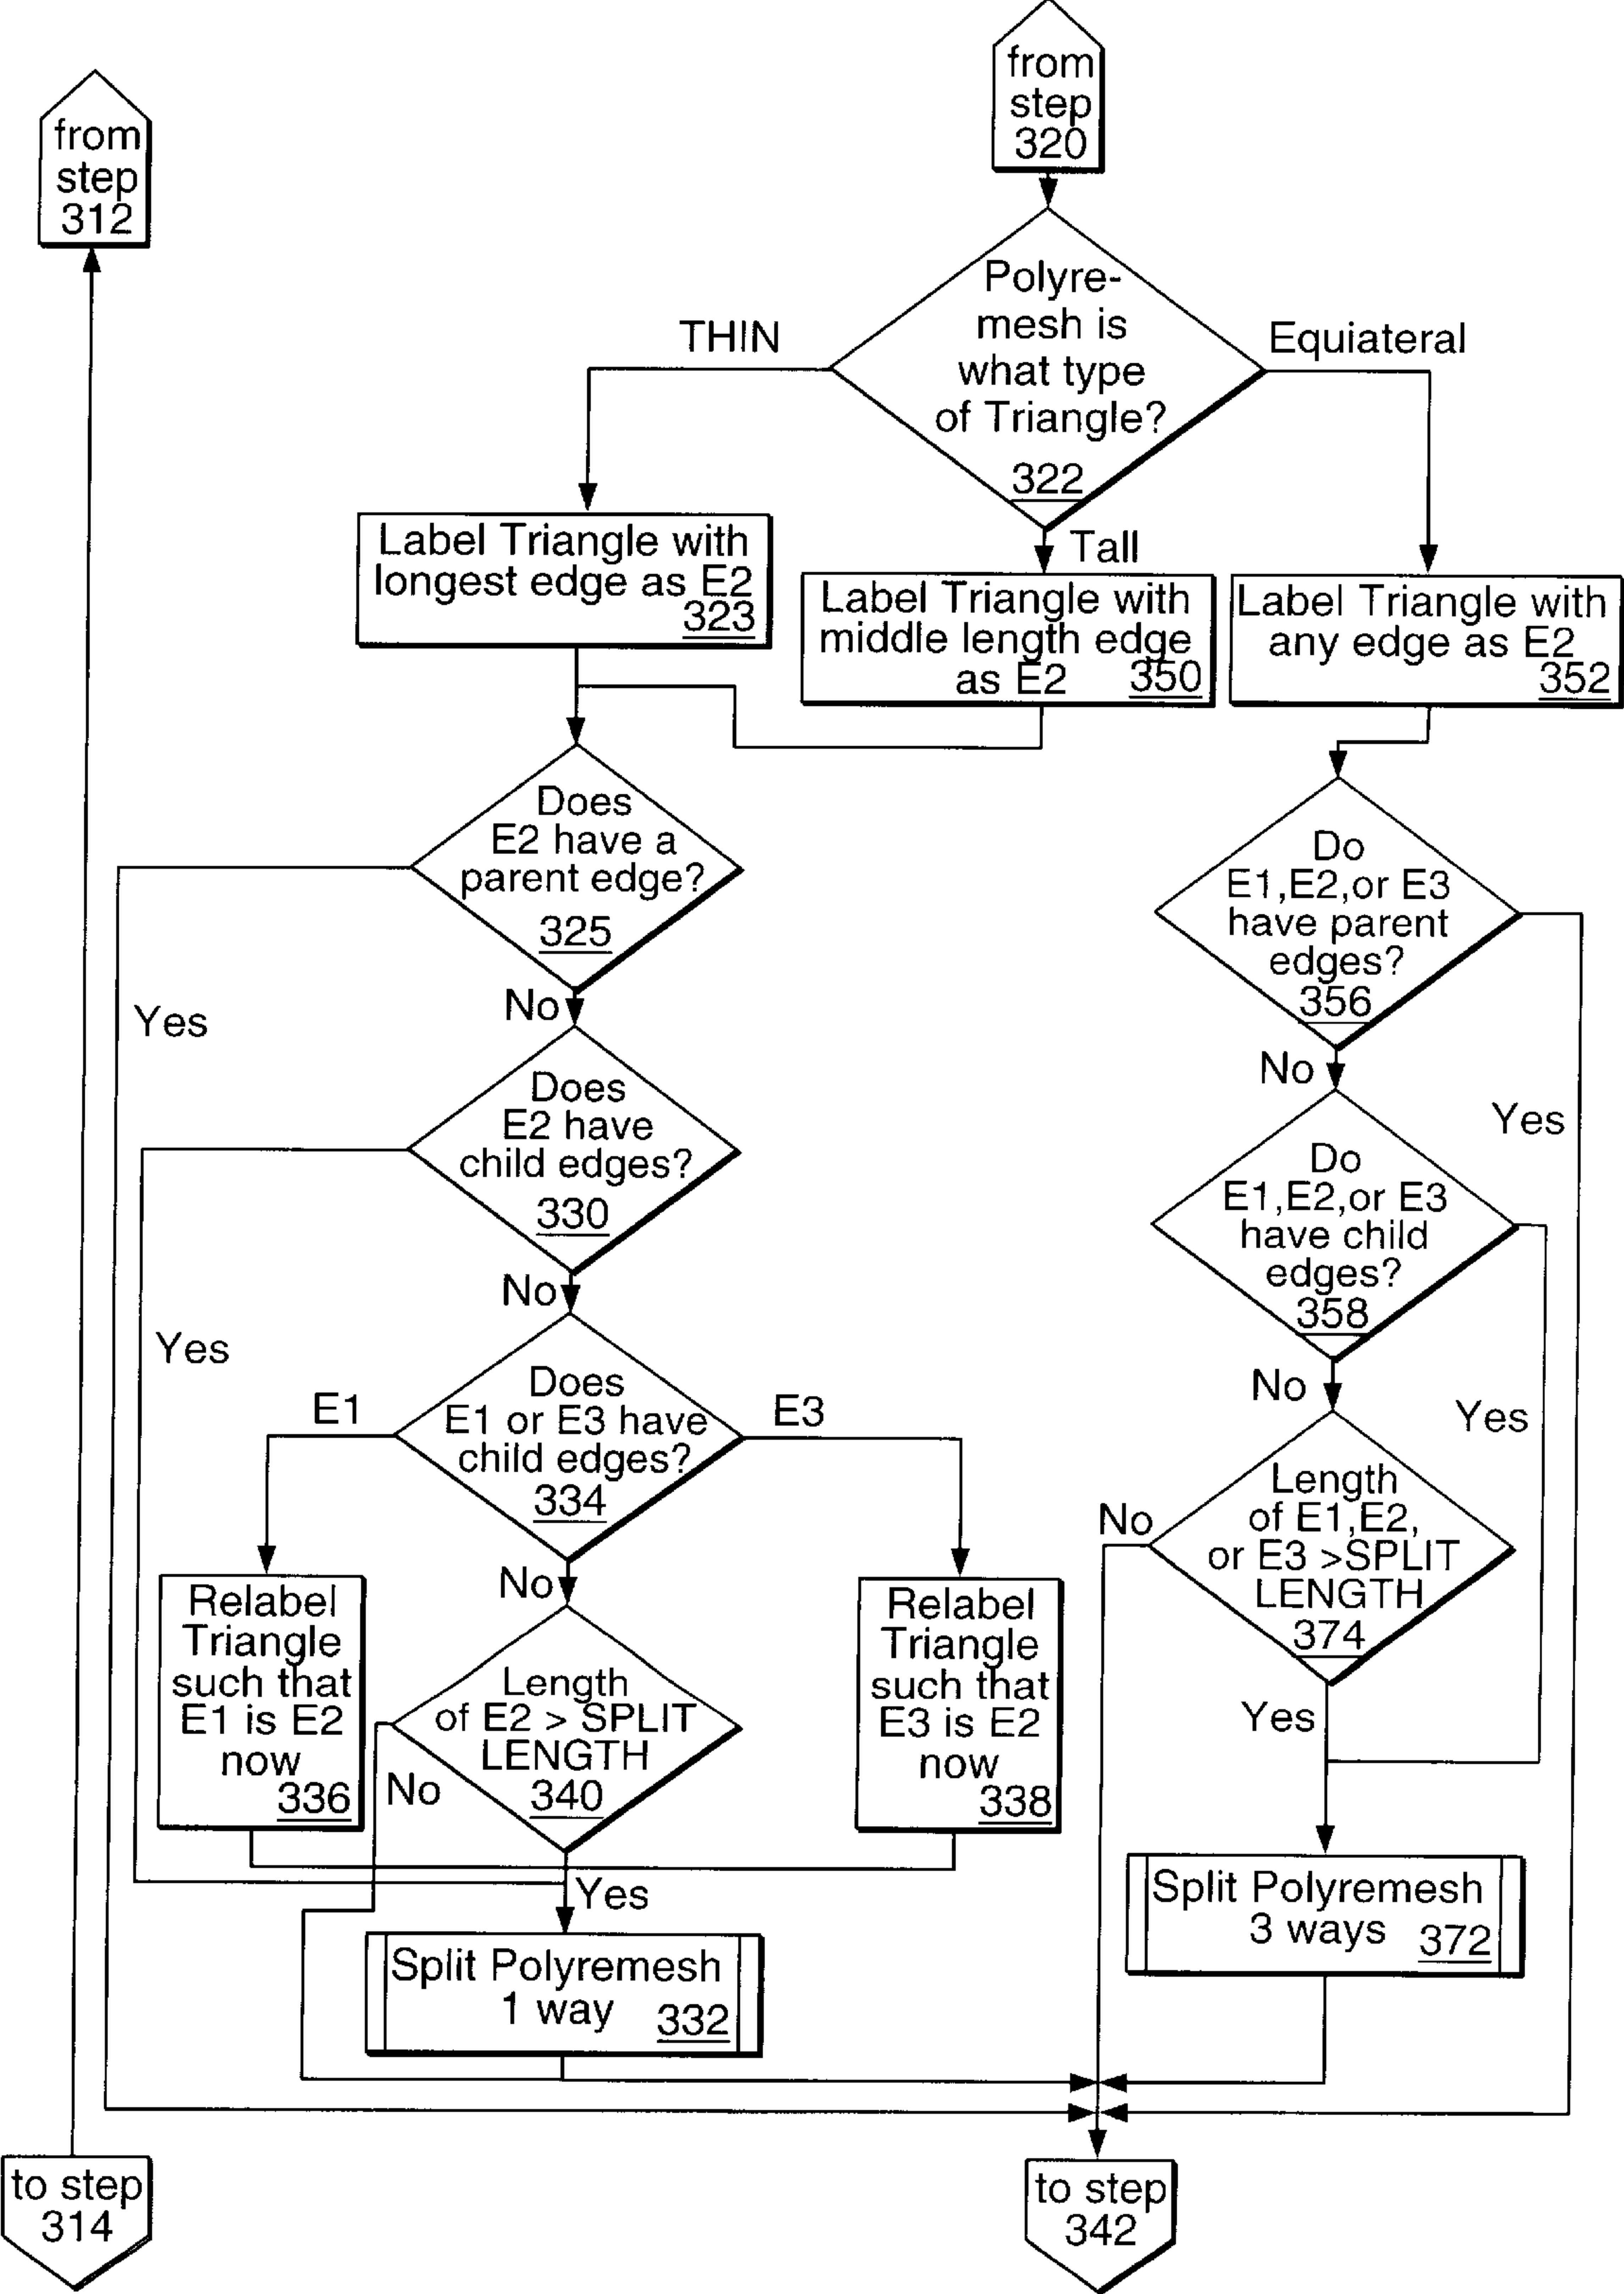 from
step
320
from
step
312
Polyre-
mesh is
what type
of Triangle?
322
THIN
Equiateral
Tall
Label Triangle with
longest edge as E2
323
Label Triangle with
middle length edge
as E2 350
Label Triangle with
any edge as E2
352
Does
E2 have a
parent edge?
325
Yes
No
Does
E2 have
child edges?
330
Yes
No
Does
E1 or E3 have
child edges?
334
E1
E3
No
Relabel
Triangle
such that
E1 is E2
now
336
Length
of E2 > SPLIT
LENGTH
340
No
Yes
Relabel
Triangle
such that
E3 is E2
now
338
Split Polyremesh
1 way 332
Do
E1,E2,or E3
have parent
edges?
356
No
Yes
Do
E1,E2,or E3
have child
edges?
358
No
Yes
Length
of E1,E2,
or E3 >SPLIT
LENGTH
374
No
Yes
Split Polyremesh
3 ways 372
to step
314
to step
342